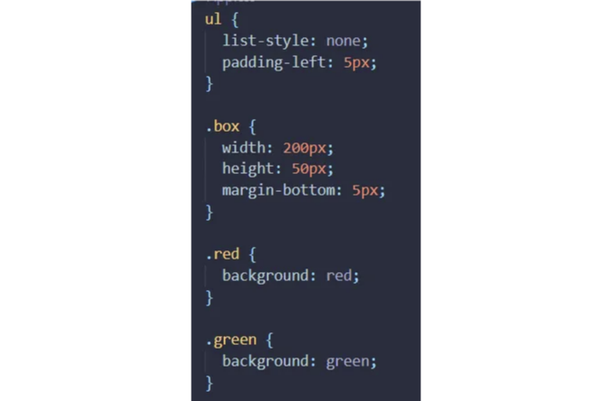 ul {
list-style: none;
padding-left: 5px;
}
.box {
width: 200px;
height: 50px;
margin-bottom: 5px;
}
.red {
background: red;
}
.green {
background: green;
}